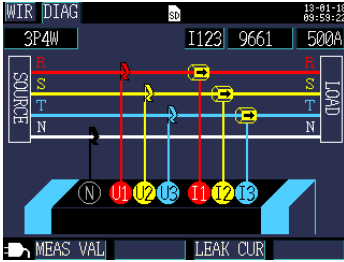 WIR DIAG SD 13-01-18
09:59:22
3P4W I123 9661 500A
R R
S S
T T
N N
SOURCE LOAD
N U1 U2 U3 I1 I2 I3
MEAS VAL LEAK CUR